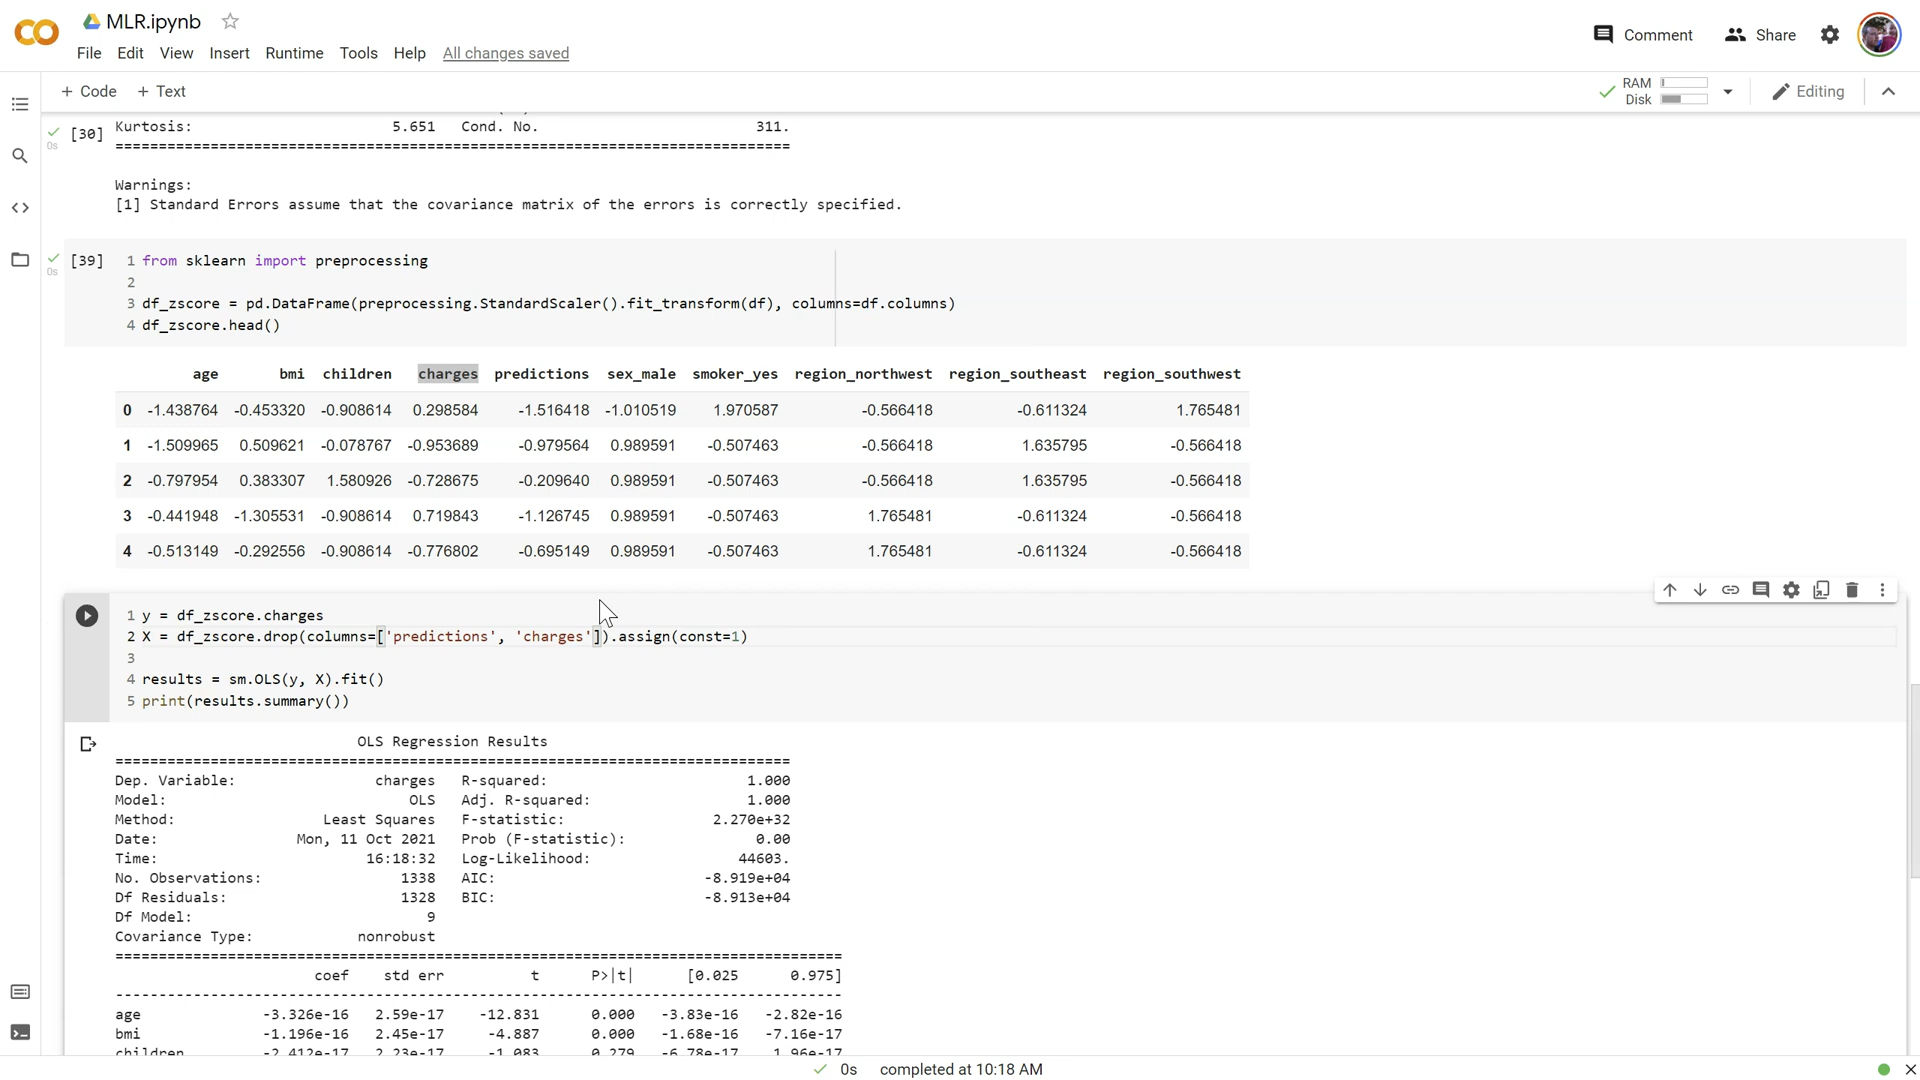 MLR.ipynb
Comment
Share
File Edit View Insert Runtime Tools Help All changes saved
+ Code + Text
RAM
Disk
Editing
[30]
0s
Kurtosis: 5.651 Cond. No. 311.
==============================================================================
Warnings:
[1] Standard Errors assume that the covariance matrix of the errors is correctly specified.
[39]
0s
1 from sklearn import preprocessing
2
3 df_zscore = pd.DataFrame(preprocessing.StandardScaler().fit_transform(df), columns=df.columns)
4 df_zscore.head()
age bmi children charges predictions sex_male smoker_yes region_northwest region_southeast region_southwest
0 -1.438764 -0.453320 -0.908614 0.298584 -1.516418 -1.010519 1.970587 -0.566418 -0.611324 1.765481
1 -1.509965 0.509621 -0.078767 -0.953689 -0.979564 0.989591 -0.507463 -0.566418 1.635795 -0.566418
2 -0.797954 0.383307 1.580926 -0.728675 -0.209640 0.989591 -0.507463 -0.566418 1.635795 -0.566418
3 -0.441948 -1.305531 -0.908614 0.719843 -1.126745 0.989591 -0.507463 1.765481 -0.611324 -0.566418
4 -0.513149 -0.292556 -0.908614 -0.776802 -0.695149 0.989591 -0.507463 1.765481 -0.611324 -0.566418
1 y = df_zscore.charges
2 X = df_zscore.drop(columns=['predictions', 'charges']).assign(const=1)
3
4 results = sm.OLS(y, X).fit()
5 print(results.summary())
OLS Regression Results
==============================================================================
Dep. Variable: charges R-squared: 1.000
Model: OLS Adj. R-squared: 1.000
Method: Least Squares F-statistic: 2.270e+32
Date: Mon, 11 Oct 2021 Prob (F-statistic): 0.00
Time: 16:18:32 Log-Likelihood: 44603.
No. Observations: 1338 AIC: -8.919e+04
Df Residuals: 1328 BIC: -8.913e+04
Df Model: 9
Covariance Type: nonrobust
====================================================================================
coef std err t P>|t| [0.025 0.975]
------------------------------------------------------------------------------------
age -3.326e-16 2.59e-17 -12.831 0.000 -3.83e-16 -2.82e-16
bmi -1.196e-16 2.45e-17 -4.887 0.000 -1.68e-16 -7.16e-17
children -2.412e-17 2.23e-17 -1.083 0.279 -6.78e-17 1.96e-17
0s completed at 10:18 AM